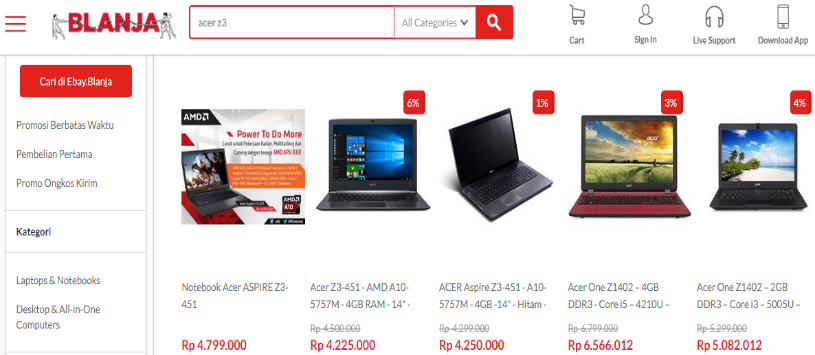 BLANJA
acer z3
All Categories
Cart
Sign In
Live Support
Download App
Cari di Ebay.Blanja
Promosi Berbatas Waktu
Pembelian Pertama
Promo Ongkos Kirim
Kategori
Laptops & Notebooks
Desktop & All-in-One
Computers
AMD
Power To Do More
AMD
A10
Notebook Acer ASPIRE Z3-
451
Rp 4.799.000
6%
Acer Z3-451 - AMD A10-
5757M - 4GB RAM - 14" -
Rp 4.500.000
Rp 4.225.000
1%
ACER Aspire Z3-451 - A10-
5757M - 4GB -14" - Hitam -
Rp 4.299.000
Rp 4.250.000
3%
acer
Acer One Z1402 – 4GB
DDR3 - Core i5 – 4210U –
Rp 6.799.000
Rp 6.566.012
4%
Acer One Z1402 – 2GB
DDR3 – Core i3 – 5005U –
Rp 5.299.000
Rp 5.082.012